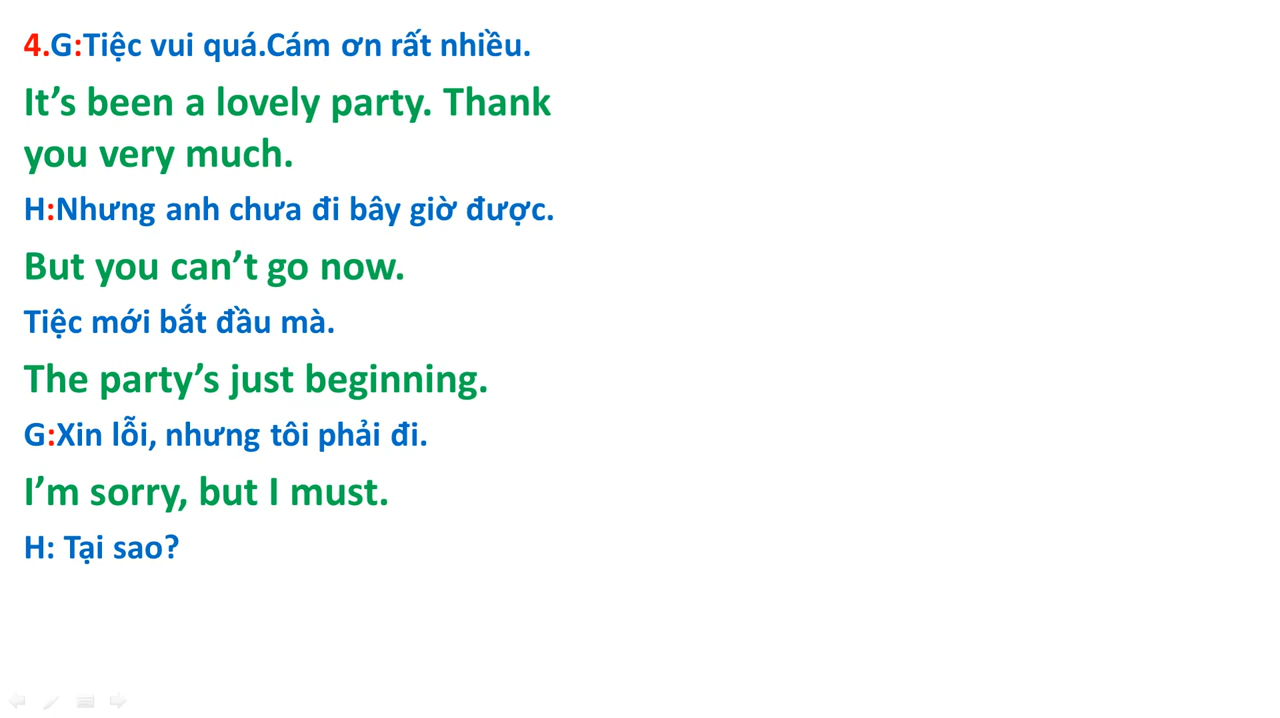 4.G:Tiệc vui quá.Cám ơn rất nhiều.
It’s been a lovely party. Thank
you very much.
H:Nhưng anh chưa đi bây giờ được.
But you can’t go now.
Tiệc mới bắt đầu mà.
The party’s just beginning.
G:Xin lỗi, nhưng tôi phải đi.
I’m sorry, but I must.
H: Tại sao?